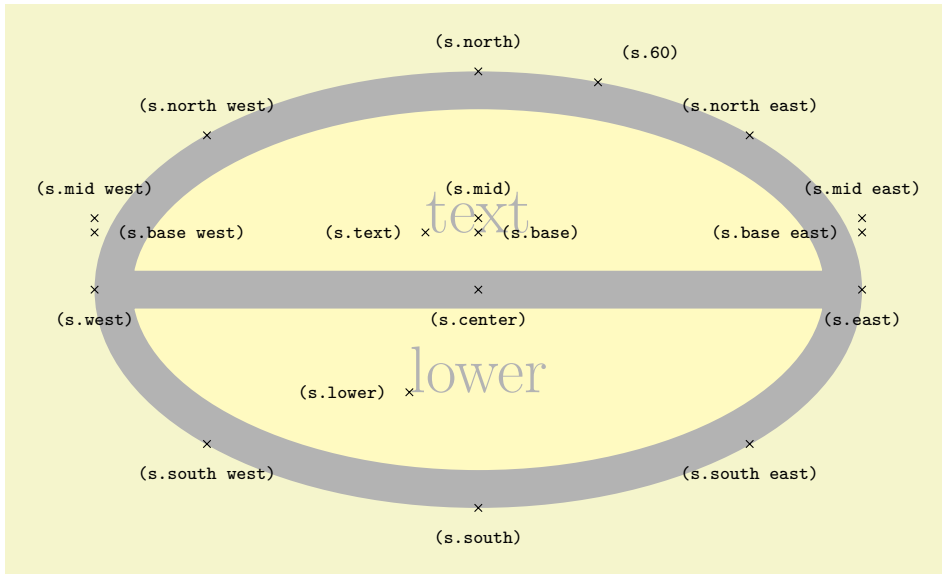 (s.north)
(s.60)
(s.north west)
(s.north east)
(s.mid west)
(s.mid)
(s.mid east)
text
(s.base west)
(s.text)
(s.base)
(s.base east)
(s.west)
(s.center)
(s.east)
lower
(s.lower)
(s.south west)
(s.south east)
(s.south)